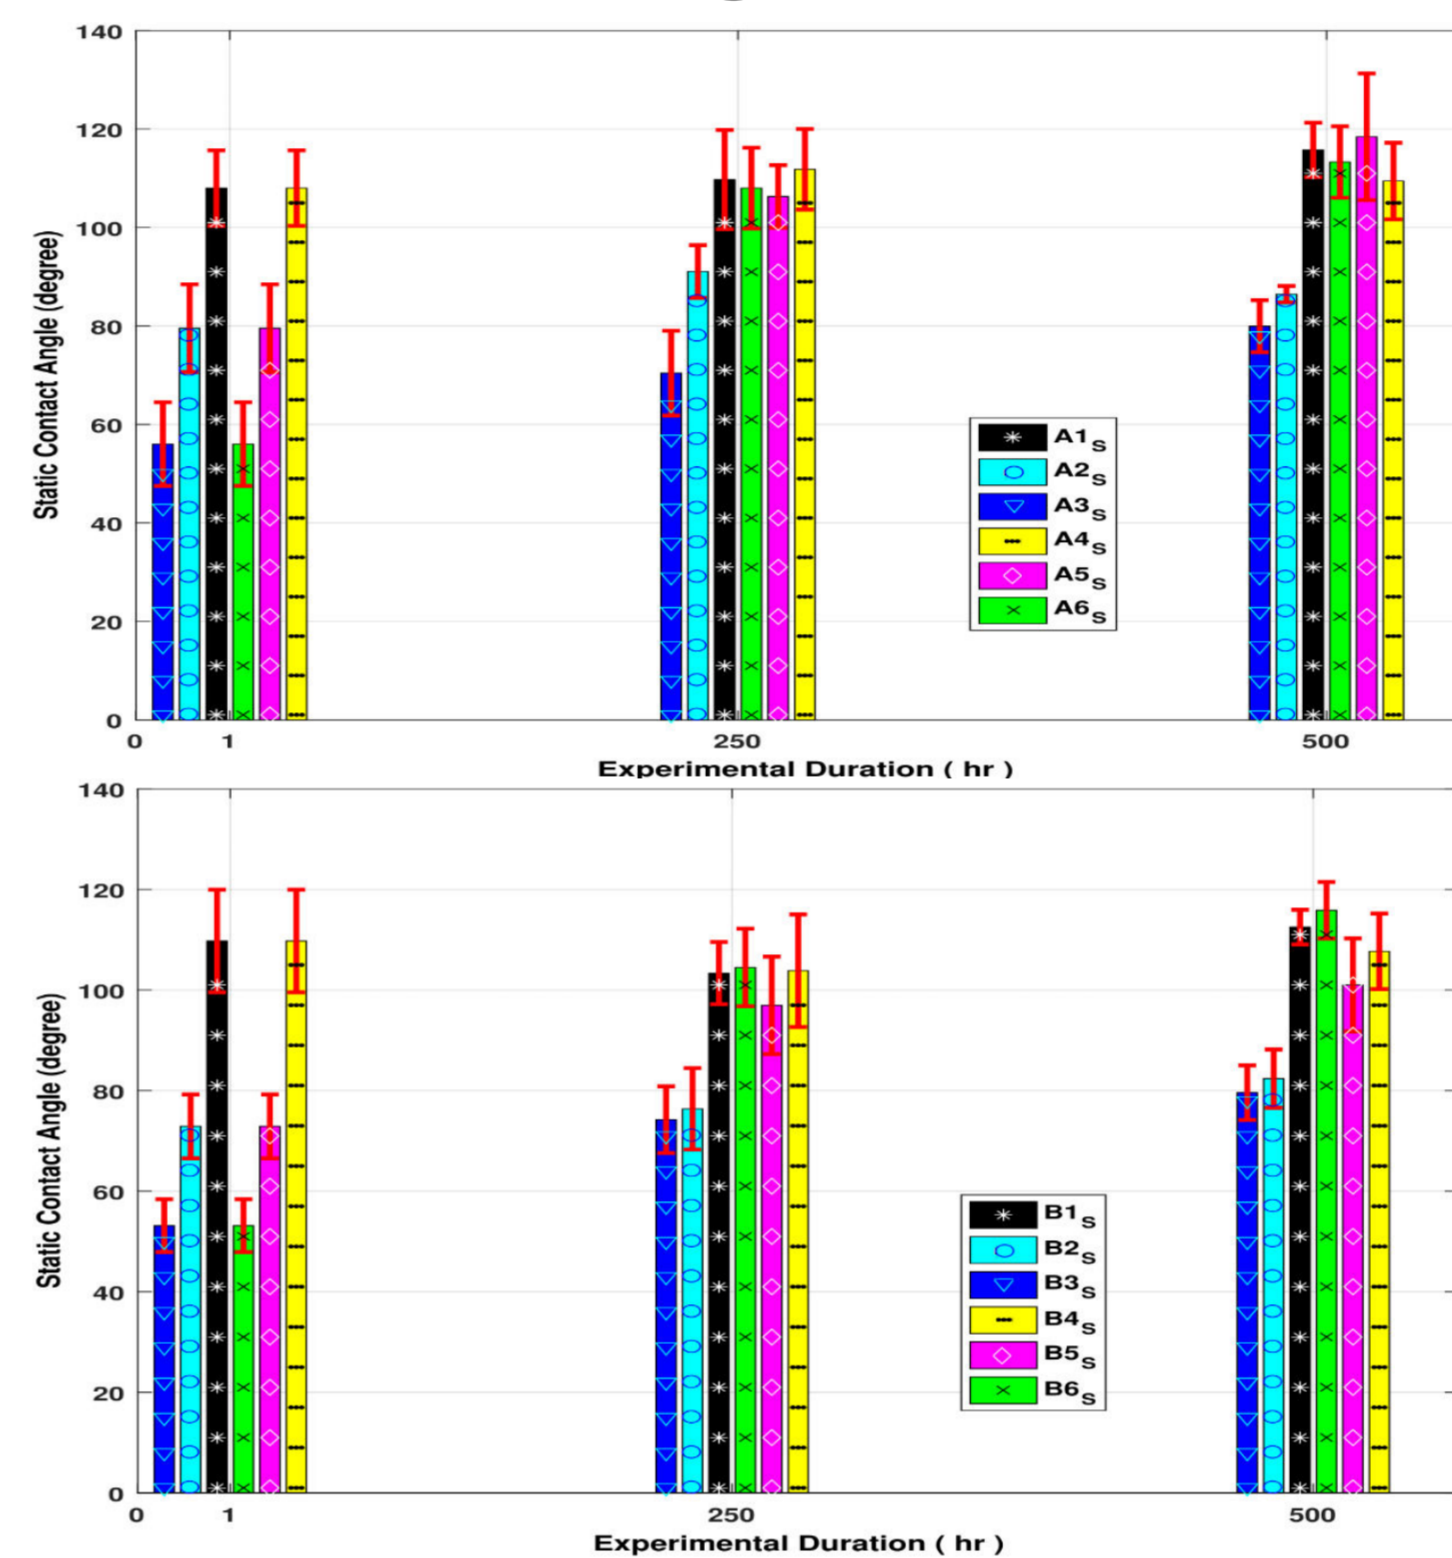 140
120
100
80
60
40
20
0
Static Contact Angle (degree)
A1S
A2S
A3S
A4S
A5S
A6S
0 1 250 500
Experimental Duration ( hr )
140
120
100
80
60
40
20
0
Static Contact Angle (degree)
B1S
B2S
B3S
B4S
B5S
B6S
0 1 250 500
Experimental Duration ( hr )